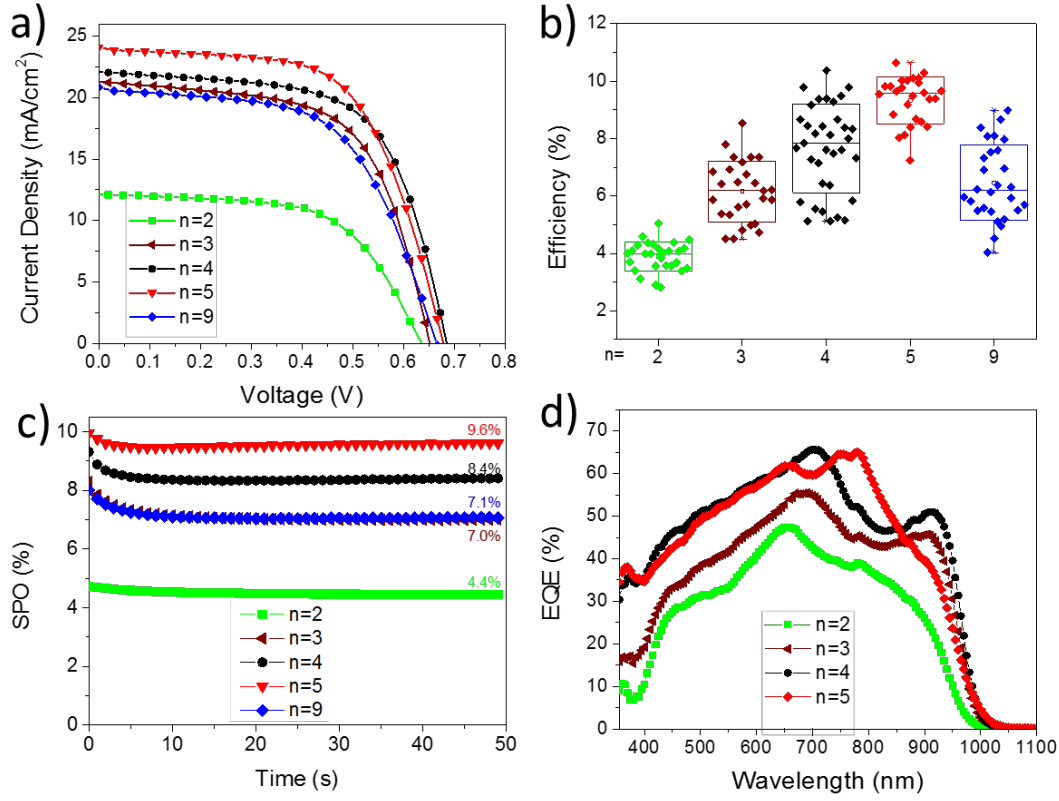 a)
Current Density (mA/cm²)
25
20
15
10
5
0
n=2
n=3
n=4
n=5
n=9
0.0 0.1 0.2 0.3 0.4 0.5 0.6 0.7 0.8
Voltage (V)
b)
Efficiency (%)
12
10
8
6
4
2
n= 2 3 4 5 9
c)
SPO (%)
10
8
6
4
2
0
9.6%
8.4%
7.1%
7.0%
4.4%
n=2
n=3
n=4
n=5
n=9
0 10 20 30 40 50
Time (s)
d)
EQE (%)
70
60
50
40
30
20
10
0
n=2
n=3
n=4
n=5
400 500 600 700 800 900 1000 1100
Wavelength (nm)